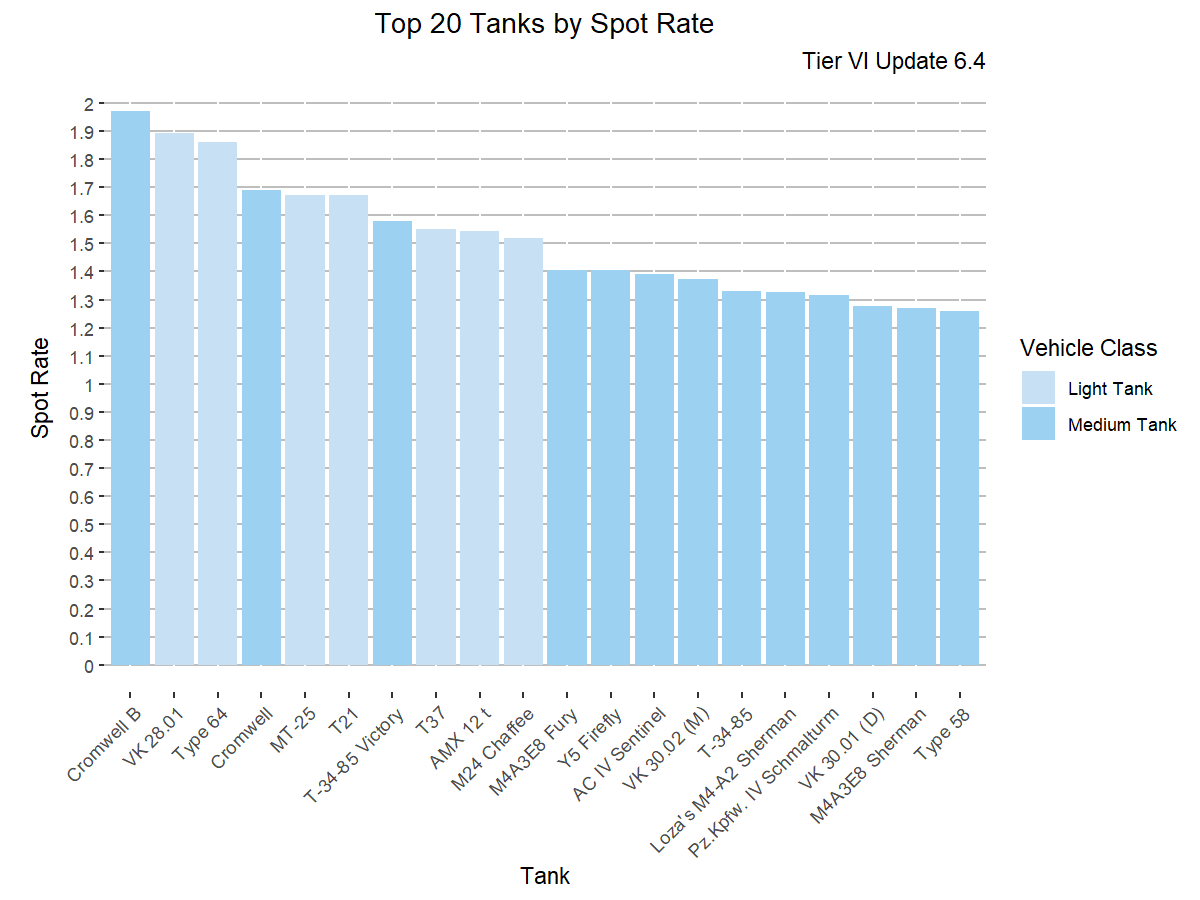 Top 20 Tanks by Spot Rate
Tier VI Update 6.4
2
1.9
1.8
1.7
1.6
1.5
1.4
1.3
1.2
1.1
1
0.9
0.8
0.7
0.6
0.5
0.4
0.3
0.2
0.1
0
Spot Rate
Cromwell B
VK 28.01
Type 64
Cromwell
MT-25
T21
T-34-85 Victory
T37
AMX 12 t
M24 Chaffee
M4A3E8 Fury
Y5 Firefly
AC IV Sentinel
VK 30.02 (M)
T-34-85
Loza's M4-A2 Sherman
Pz.Kpfw. IV Schmalturm
VK 30.01 (D)
M4A3E8 Sherman
Type 58
Tank
Vehicle Class
Light Tank
Medium Tank